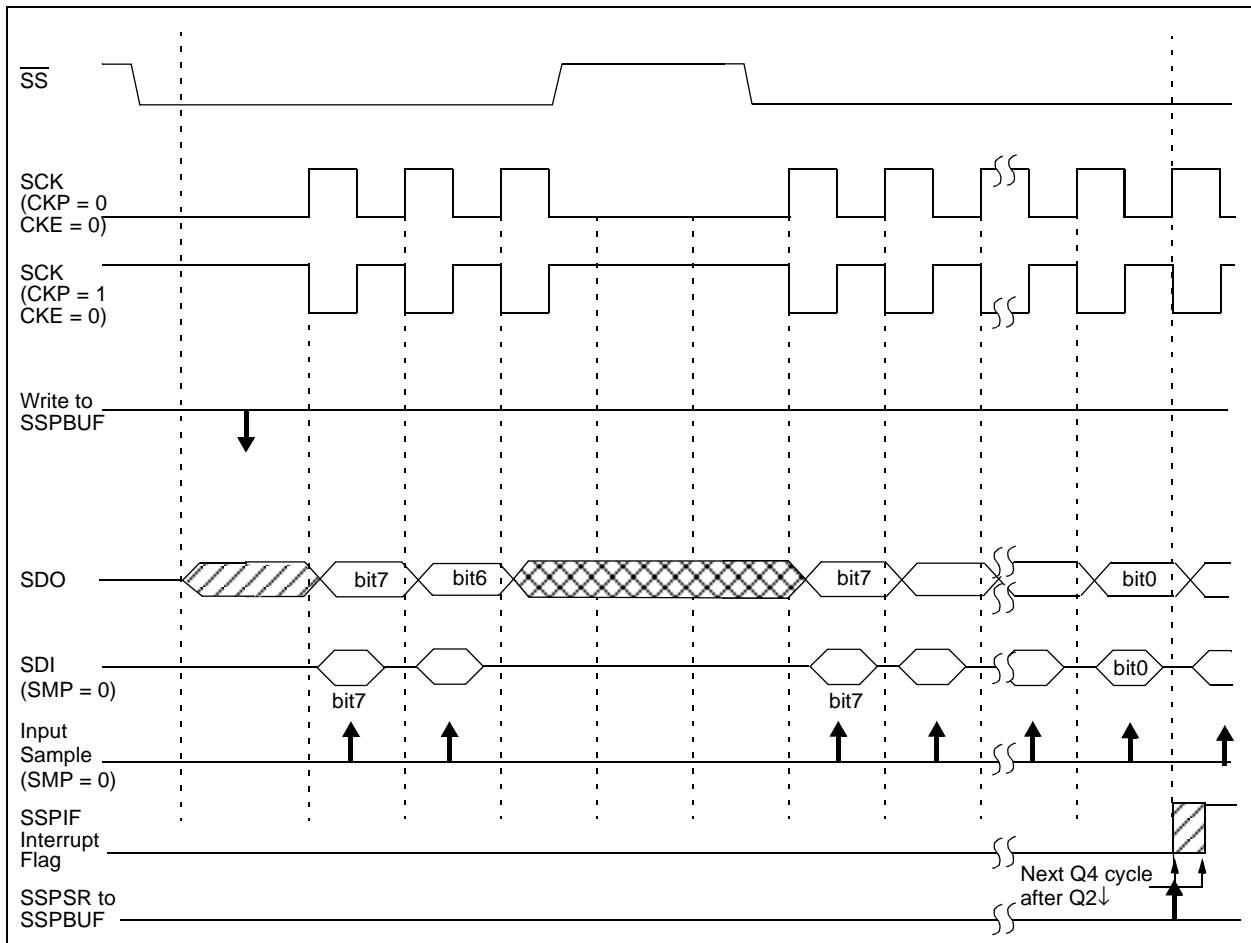 SS
SCK
(CKP = 0
CKE = 0)
SCK
(CKP = 1
CKE = 0)
Write to
SSPBUF
SDO
bit7
bit6
bit7
bit0
SDI
(SMP = 0)
bit7
bit7
bit0
Input
Sample
(SMP = 0)
SSPIF
Interrupt
Flag
Next Q4 cycle
after Q2↓
SSPSR to
SSPBUF